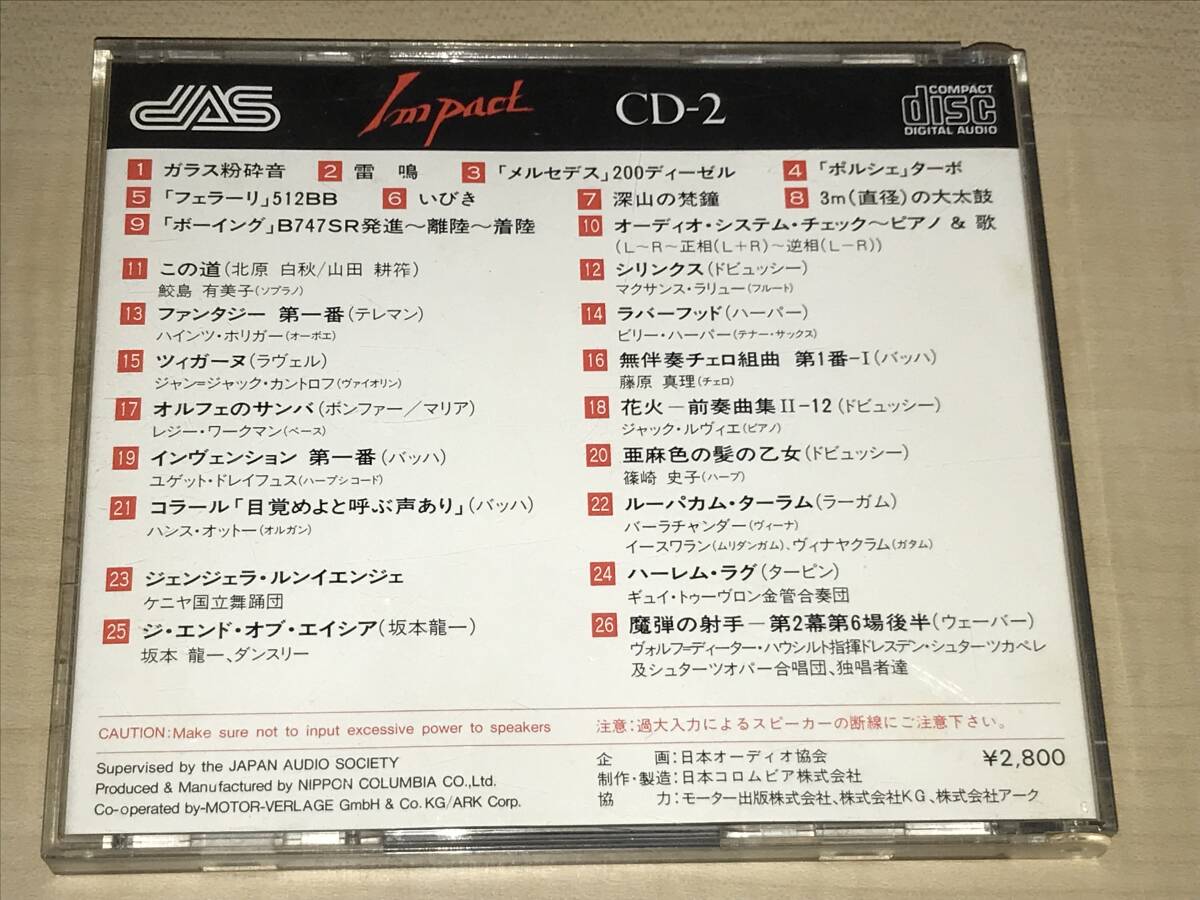 JAS Impact CD-2 COMPACT disc DIGITAL AUDIO
1 ガラス粉砕音 2 雷 鳴 3 「メルセデス」200ディーゼル 4 「ポルシェ」ターボ
5 「フェラーリ」512BB 6 いびき 7 深山の梵鐘 8 3m(直径)の大太鼓
9 「ボーイング」B747SR発進〜離陸〜着陸 10 オーディオ・システム・チェック〜ピアノ & 歌
(L〜R〜正相(L+R)〜逆相(L−R))
11 この道(北原 白秋/山田 耕筰)
鮫島 有美子(ソプラノ)
12 シリンクス(ドビュッシー)
マクサンス・ラリュー(フルート)
13 ファンタジー 第一番(テレマン)
ハインツ・ホリガー(オーボエ)
14 ラバーフッド(ハーパー)
ビリー・ハーパー(テナー・サックス)
15 ツィガーヌ(ラヴェル)
ジャン=ジャック・カントロフ(ヴァイオリン)
16 無伴奏チェロ組曲 第1番−I(バッハ)
藤原 真理(チェロ)
17 オルフェのサンバ(ボンファー/マリア)
レジー・ワークマン(ベース)
18 花火−前奏曲集II−12(ドビュッシー)
ジャック・ルヴィエ(ピアノ)
19 インヴェンション 第一番(バッハ)
ユゲット・ドレイフュス(ハープシコード)
20 亜麻色の髪の乙女(ドビュッシー)
篠崎 史子(ハープ)
21 コラール「目覚めよと呼ぶ声あり」(バッハ)
ハンス・オットー(オルガン)
22 ルーパカム・ターラム(ラーガム)
バーラチャンダー(ヴィーナ)
イースワラン(ムリダンガム)、ヴィナヤクラム(ガタム)
23 ジェンジェラ・ルンイエンジェ
ケニヤ国立舞踊団
24 ハーレム・ラグ(ターピン)
ギュイ・トゥーヴロン金管合奏団
25 ジ・エンド・オブ・エイシア(坂本龍一)
坂本 龍一、ダンスリー
26 魔弾の射手−第2幕第6場後半(ウェーバー)
ヴォルフ=ディーター・ハウシルト指揮ドレスデン・シュターツカペレ
及シュターツオパー合唱団、独唱者達
CAUTION:Make sure not to input excessive power to speakers
注意:過大入力によるスピーカーの断線にご注意下さい。
Supervised by the JAPAN AUDIO SOCIETY
Produced & Manufactured by NIPPON COLUMBIA CO.,Ltd.
Co-operated by-MOTOR-VERLAGE GmbH & Co. KG/ARK Corp.
企 画:日本オーディオ協会 ¥2,800
制作・製造:日本コロムビア株式会社
協 力:モーター出版株式会社、株式会社KG、株式会社アーク